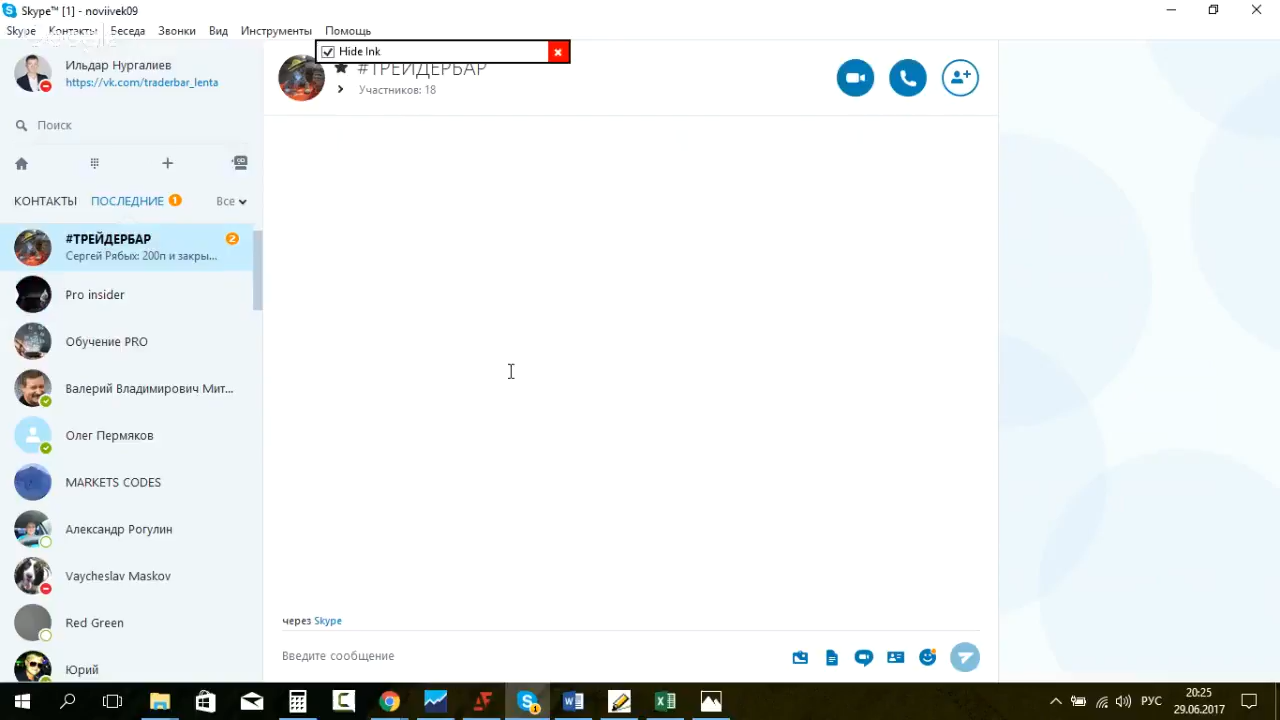 Skype™ [1] - noviivek09
Skype Контакты Беседа Звонки Вид Инструменты Помощь
Hide Ink
Ильдар Нургалиев
https://vk.com/traderbar_lenta
#ТРЕЙДЕРБАР
Участников: 18
Поиск
КОНТАКТЫ ПОСЛЕДНИЕ 1 Все
#ТРЕЙДЕРБАР 2
Сергей Рябых: 200п и закры...
Pro insider
Обучение PRO
Валерий Владимирович Мит...
Олег Пермяков
MARKETS CODES
Александр Рогулин
Vaycheslav Maskov
Red Green
Юрий
через Skype
Введите сообщение
1
РУС
20:25
29.06.2017